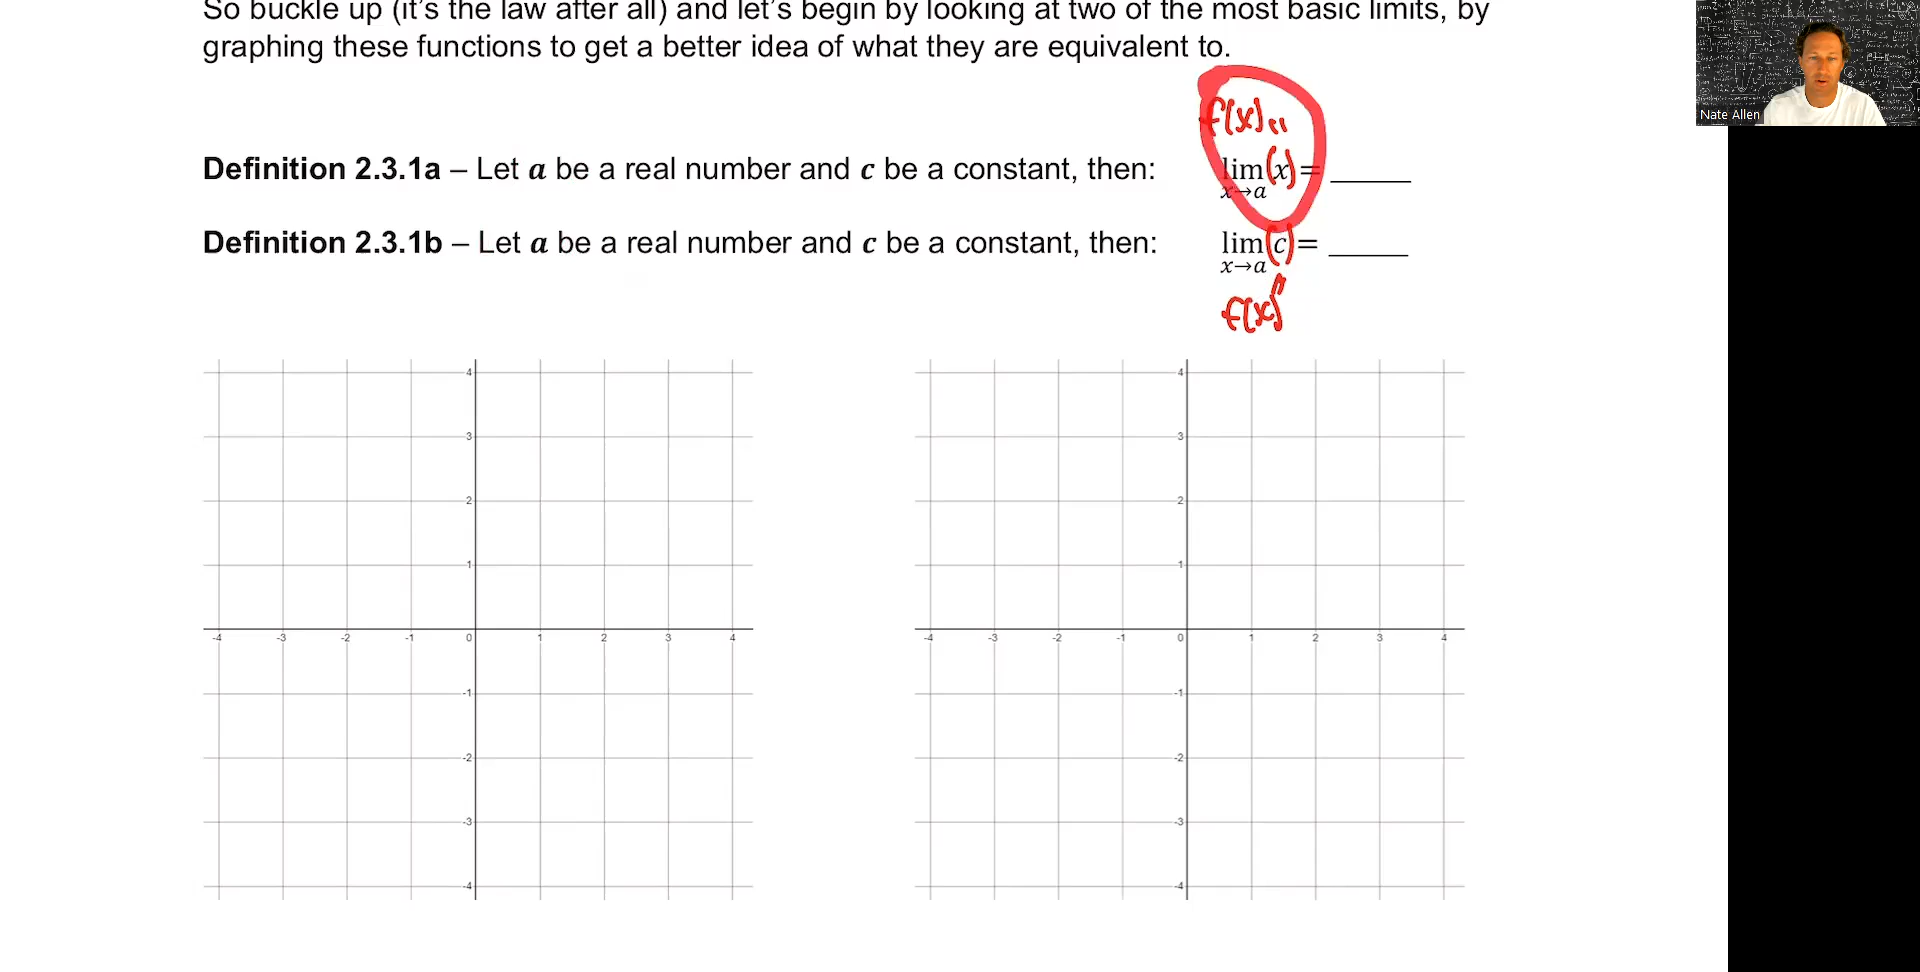 So buckle up (it's the law after all) and let's begin by looking at two of the most basic limits, by
graphing these functions to get a better idea of what they are equivalent to.
Nate Allen
f(x) "
Definition 2.3.1a – Let a be a real number and c be a constant, then: lim(x) = _____
x→a
Definition 2.3.1b – Let a be a real number and c be a constant, then: lim(c) = _____
x→a
"
f(x)
4 4
3 3
2 2
1 1
-4 -3 -2 -1 0 1 2 3 4 -4 -3 -2 -1 0 1 2 3 4
-1 -1
-2 -2
-3 -3
-4 -4